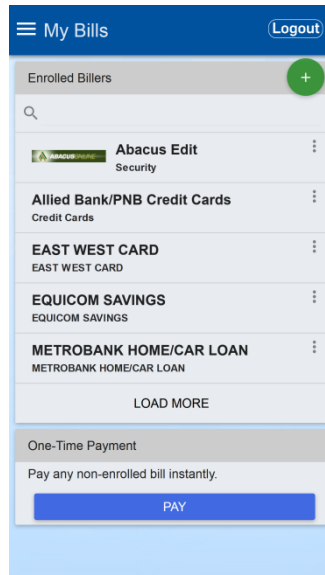 My Bills
Logout
Enrolled Billers
+
ABACUSONLINE
Abacus Edit
Security
Allied Bank/PNB Credit Cards
Credit Cards
EAST WEST CARD
EAST WEST CARD
EQUICOM SAVINGS
EQUICOM SAVINGS
METROBANK HOME/CAR LOAN
METROBANK HOME/CAR LOAN
LOAD MORE
One-Time Payment
Pay any non-enrolled bill instantly.
PAY